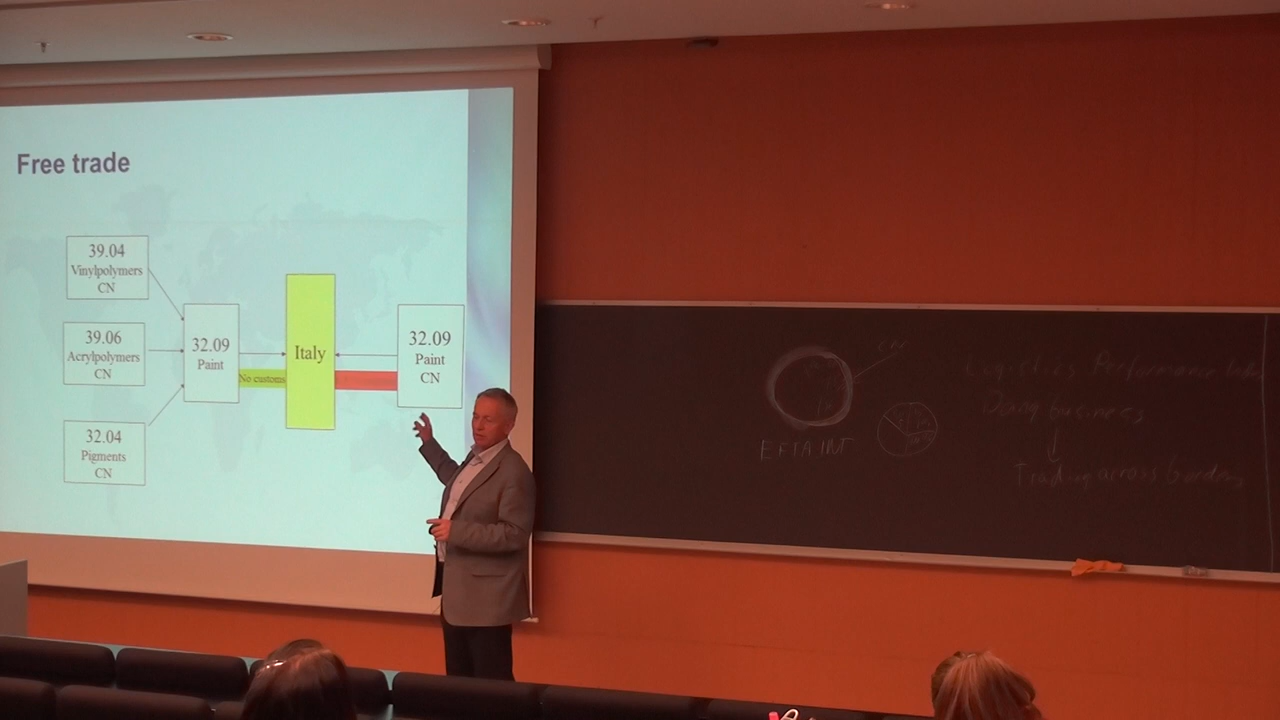 Free trade
39.04
Vinylpolymers
CN
39.06
Acrylpolymers
CN
32.04
Pigments
CN
32.09
Paint
No customs
Italy
32.09
Paint
CN
CN
EFTA INT
Logistics Performance
Doing business
Trading across borders